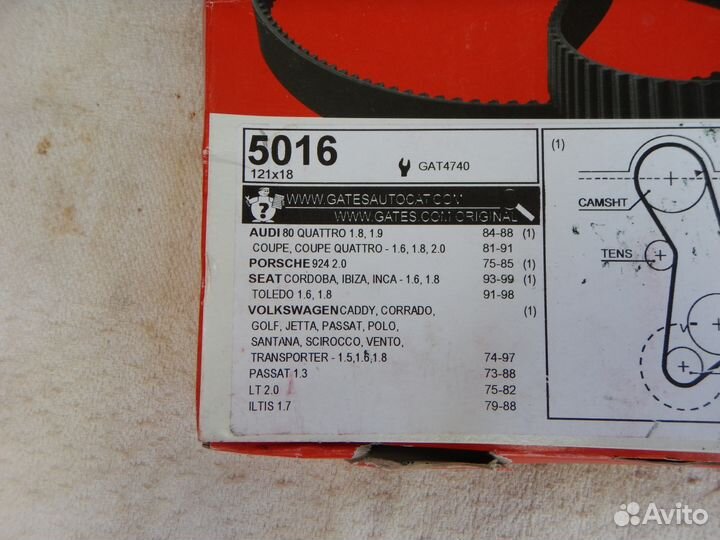 5016
121x18
GAT4740
WWW.GATESAUTOCAT.COM
WWW.GATES.COM ORIGINAL
AUDI 80 QUATTRO 1.8, 1.9 84-88 (1)
COUPE, COUPE QUATTRO - 1.6, 1.8, 2.0 81-91
PORSCHE 924 2.0 75-85 (1)
SEAT CORDOBA, IBIZA, INCA - 1.6, 1.8 93-99 (1)
TOLEDO 1.6, 1.8 91-98
VOLKSWAGEN CADDY, CORRADO, (1)
GOLF, JETTA, PASSAT, POLO,
SANTANA, SCIROCCO, VENTO,
TRANSPORTER - 1.5,1.6,1.8 74-97
PASSAT 1.3 73-88
LT 2.0 75-82
ILTIS 1.7 79-88
(1)
CAMSHT
TENS
V
Avito